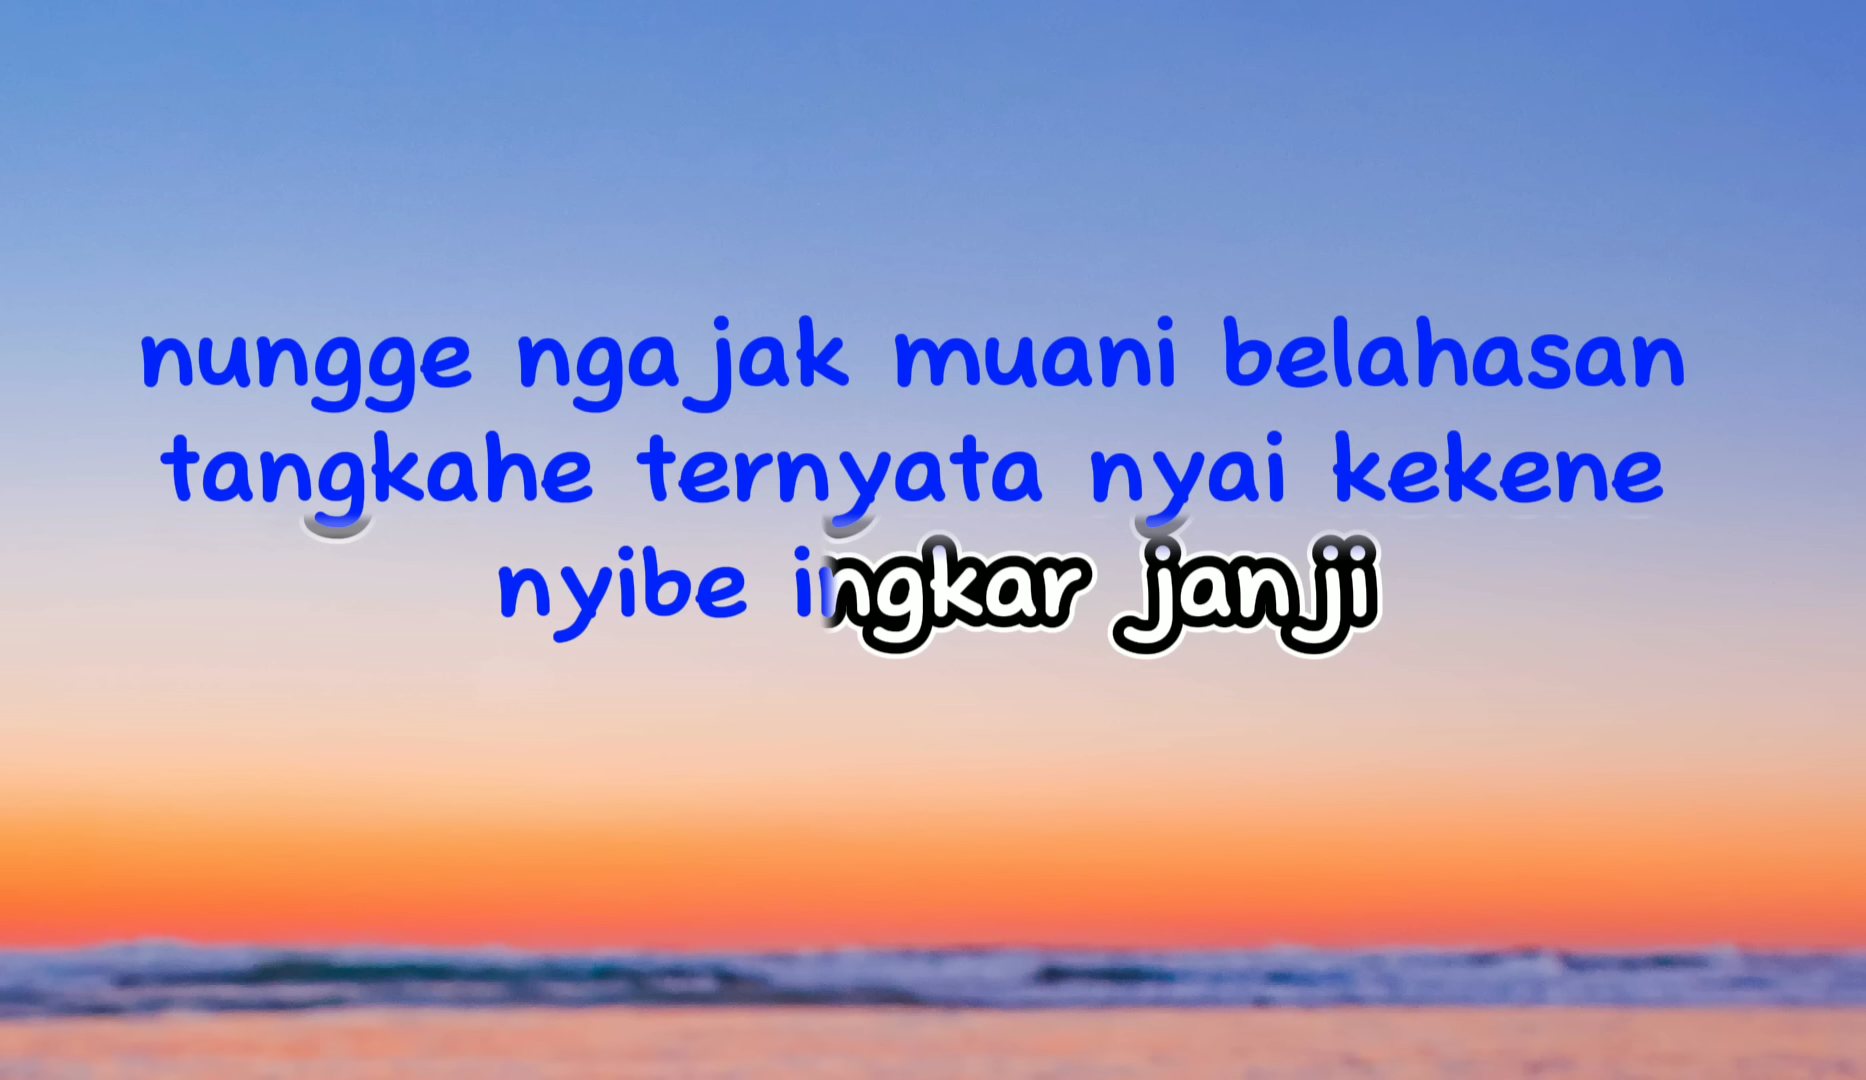 nungge ngajak muani belahasan
tangkahe ternyata nyai kekene
nyibe ingkar janji